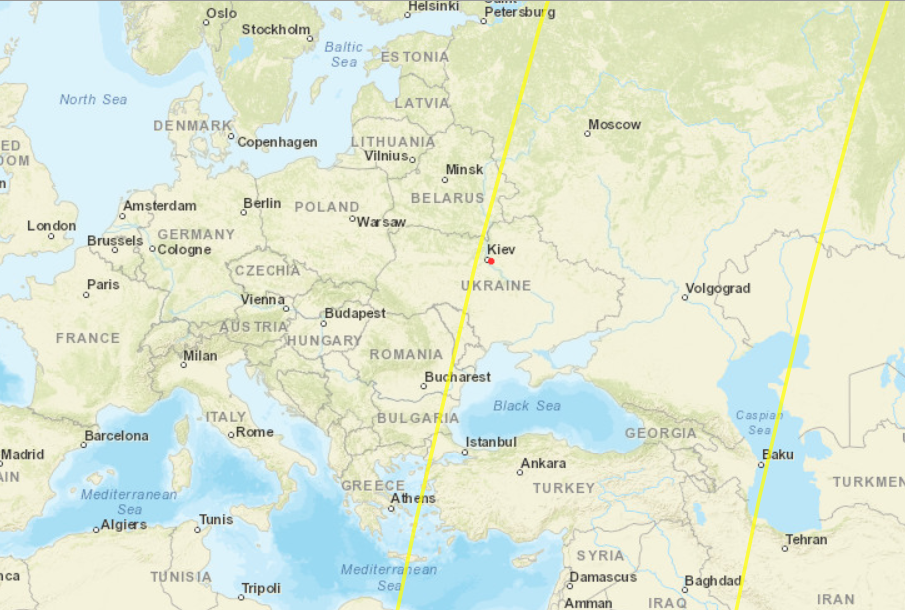 Oslo
Helsinki
Saint
Petersburg
Stockholm
Baltic
Sea
ESTONIA
North Sea
LATVIA
DENMARK
Copenhagen
LITHUANIA
Vilnius
Moscow
ED
DOM
Minsk
n
BELARUS
Amsterdam
Berlin
POLAND
Warsaw
London
GERMANY
Brussels
Cologne
Kiev
CZECHIA
UKRAINE
Paris
Vienna
Volgograd
Budapest
AUSTRIA
FRANCE
HUNGARY
Milan
ROMANIA
Bucharest
Black Sea
ITALY
BULGARIA
Caspian
Sea
Barcelona
Rome
GEORGIA
Istanbul
Madrid
Baku
Ankara
AIN
GREECE
TURKEY
TURKMEN
Mediterranean
Sea
Athens
Algiers
Tunis
Tehran
SYRIA
Mediterranean
Sea
nca
TUNISIA
Damascus
Baghdad
Tripoli
Amman
IRAQ
IRAN